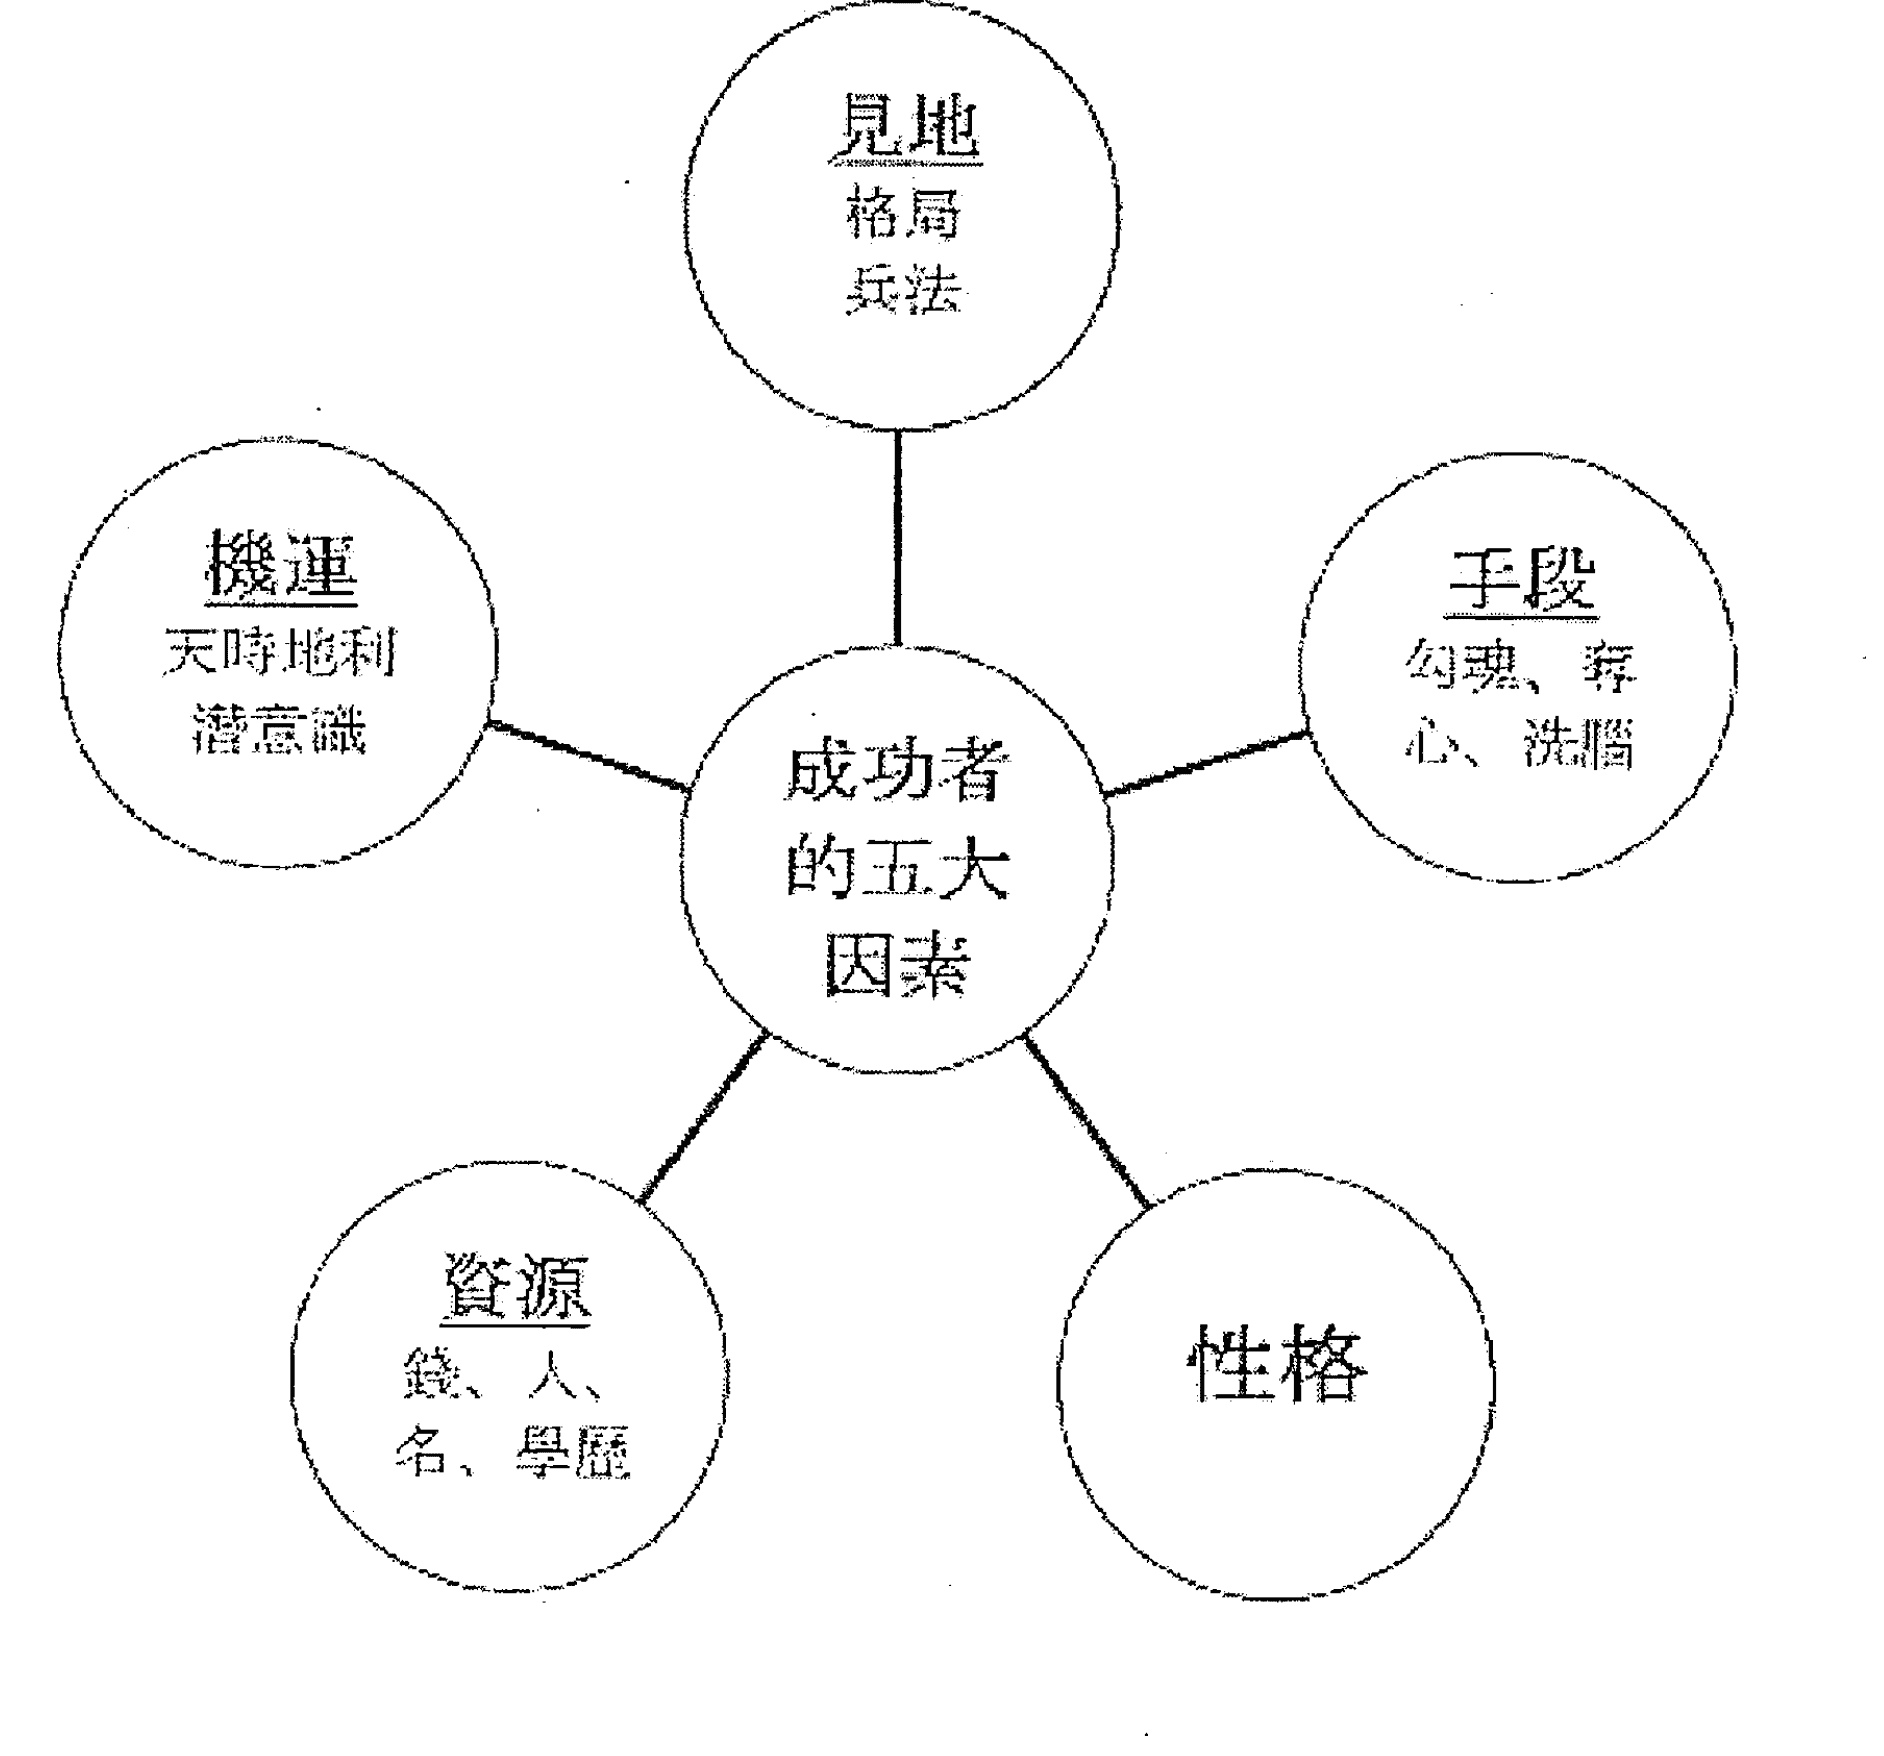 見地
格局
兵法
機運
天時地利
潛意識
手段
勾魂、奪
心、洗腦
成功者
的五大
因素
資源
錢、人、
名、學歷
性格